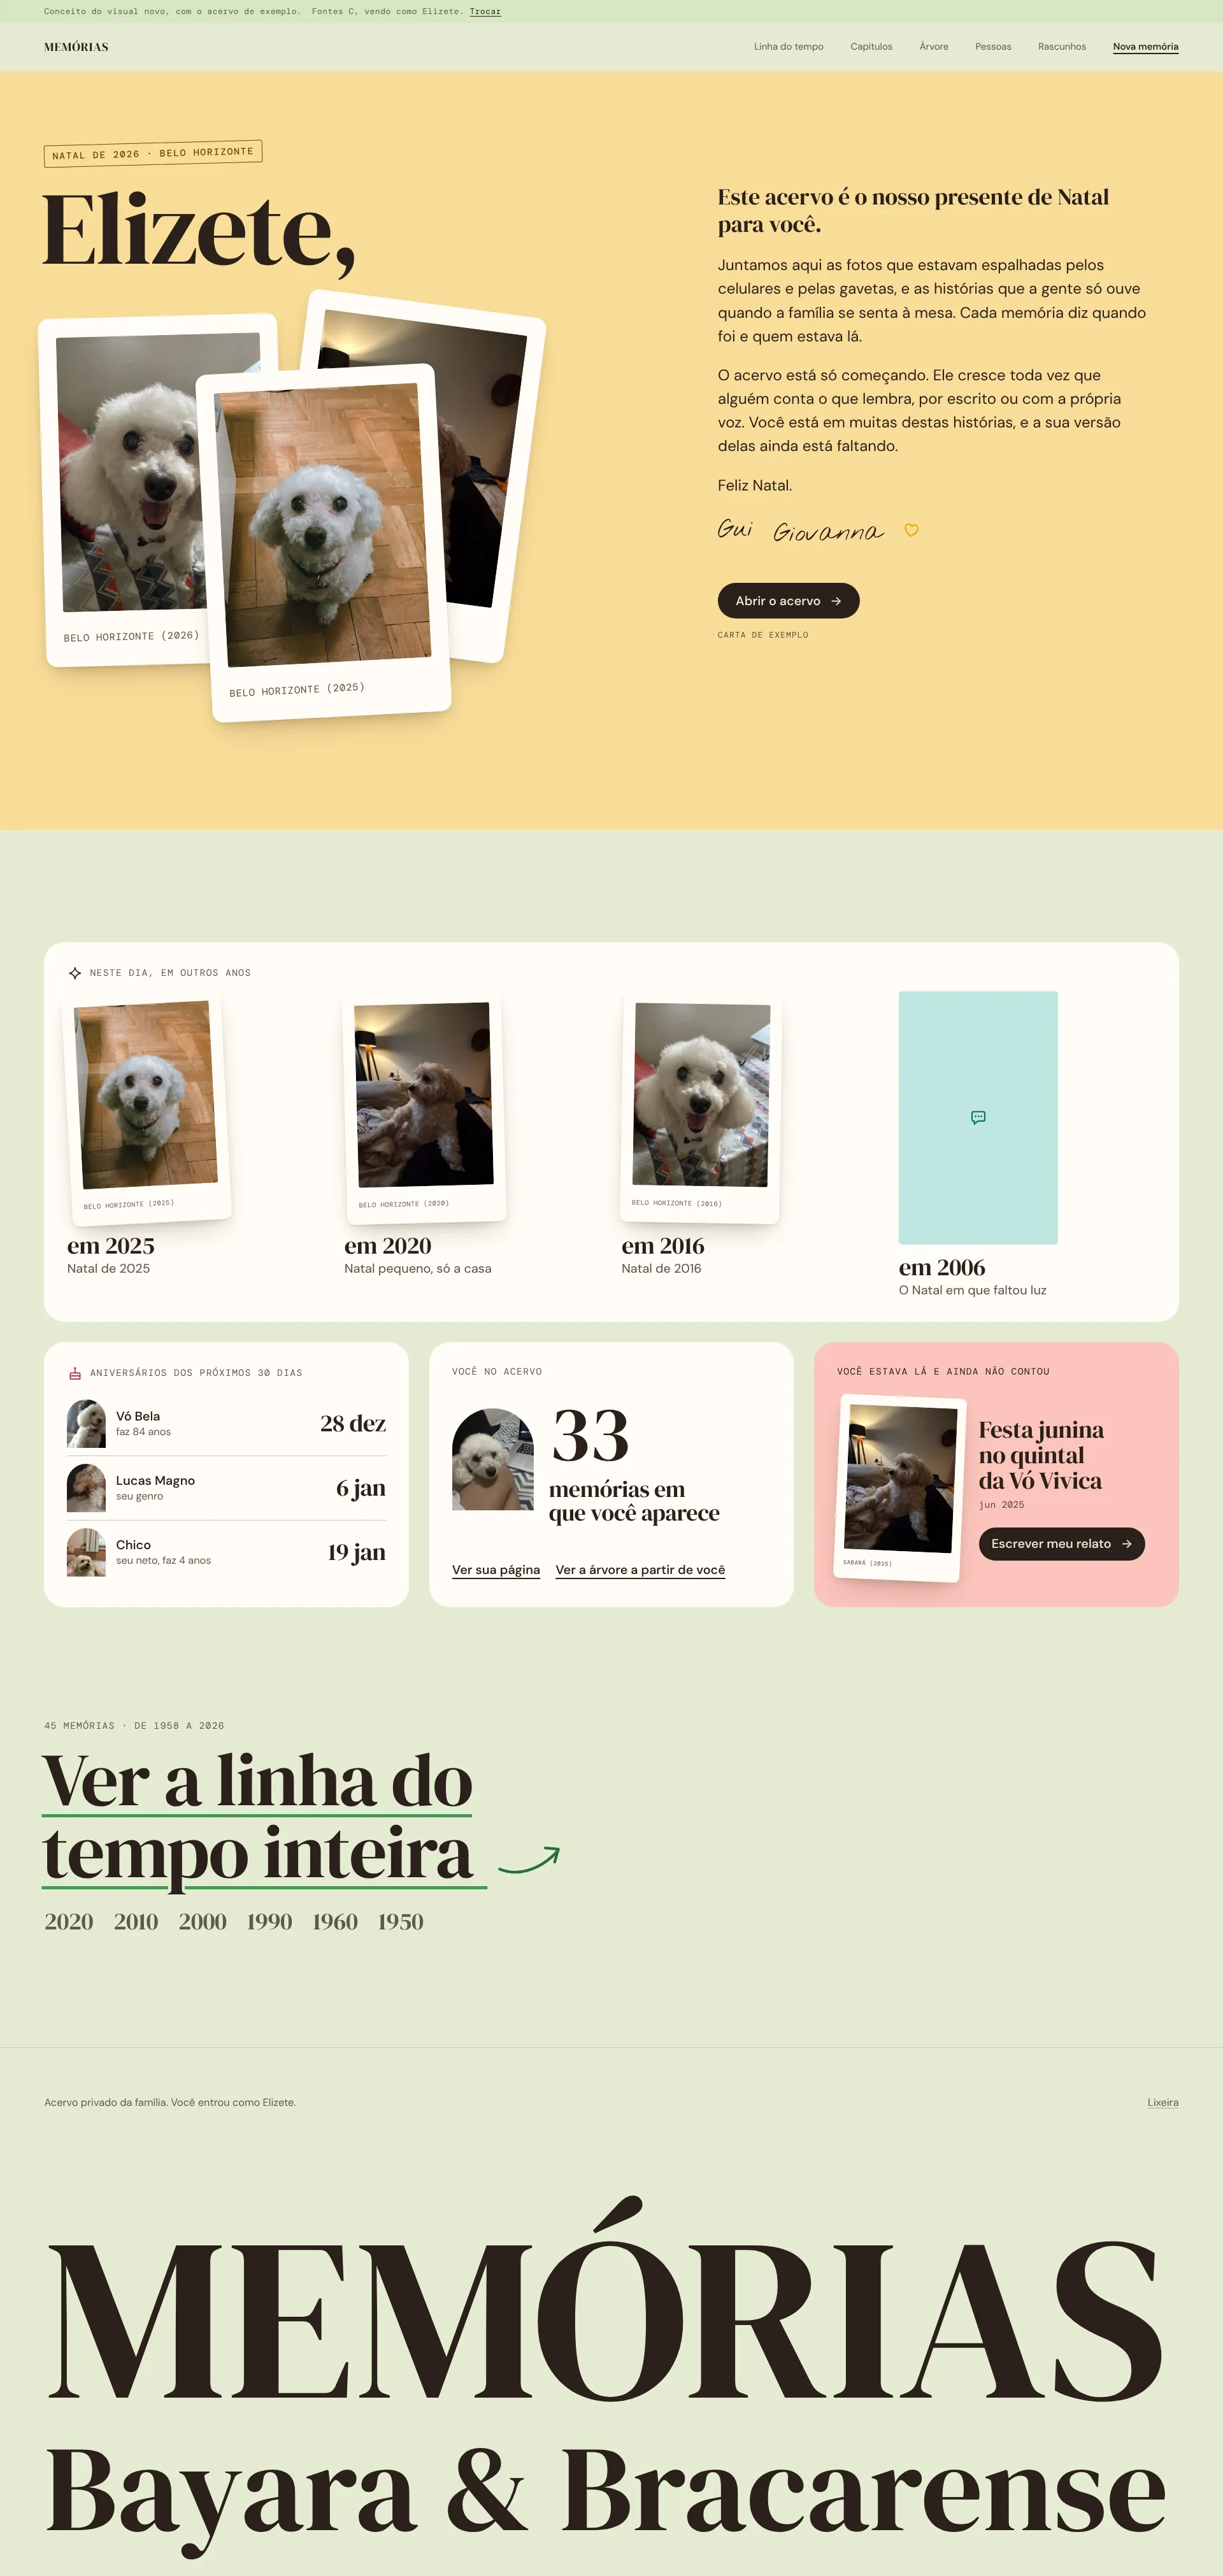 Conceito do visual novo, com o acervo de exemplo. Fontes C, vendo como Elizete. Trocar
MEMÓRIAS
Linha do tempo
Capítulos
Árvore
Pessoas
Rascunhos
Nova memória
NATAL DE 2026 · BELO HORIZONTE
Elizete,
BELO HORIZONTE (2026)
BELO HORIZONTE (2025)
Este acervo é o nosso presente de Natal
para você.
Juntamos aqui as fotos que estavam espalhadas pelos
celulares e pelas gavetas, e as histórias que a gente só ouve
quando a família se senta à mesa. Cada memória diz quando
foi e quem estava lá.
O acervo está só começando. Ele cresce toda vez que
alguém conta o que lembra, por escrito ou com a própria
voz. Você está em muitas destas histórias, e a sua versão
delas ainda está faltando.
Feliz Natal.
Gui Giovanna
Abrir o acervo →
CARTA DE EXEMPLO
NESTE DIA, EM OUTROS ANOS
BELO HORIZONTE (2025)
em 2025
Natal de 2025
BELO HORIZONTE (2020)
em 2020
Natal pequeno, só a casa
BELO HORIZONTE (2016)
em 2016
Natal de 2016
em 2006
O Natal em que faltou luz
ANIVERSÁRIOS DOS PRÓXIMOS 30 DIAS
Vó Bela
faz 84 anos
28 dez
Lucas Magno
seu genro
6 jan
Chico
seu neto, faz 4 anos
19 jan
VOCÊ NO ACERVO
33
memórias em
que você aparece
Ver sua página
Ver a árvore a partir de você
VOCÊ ESTAVA LÁ E AINDA NÃO CONTOU
SABARÁ (2025)
Festa junina
no quintal
da Vó Vivica
jun 2025
Escrever meu relato →
45 MEMÓRIAS · DE 1958 A 2026
Ver a linha do
tempo inteira
2020 2010 2000 1990 1960 1950
Acervo privado da família. Você entrou como Elizete.
Lixeira
MEMÓRIAS
Bayara & Bracarense